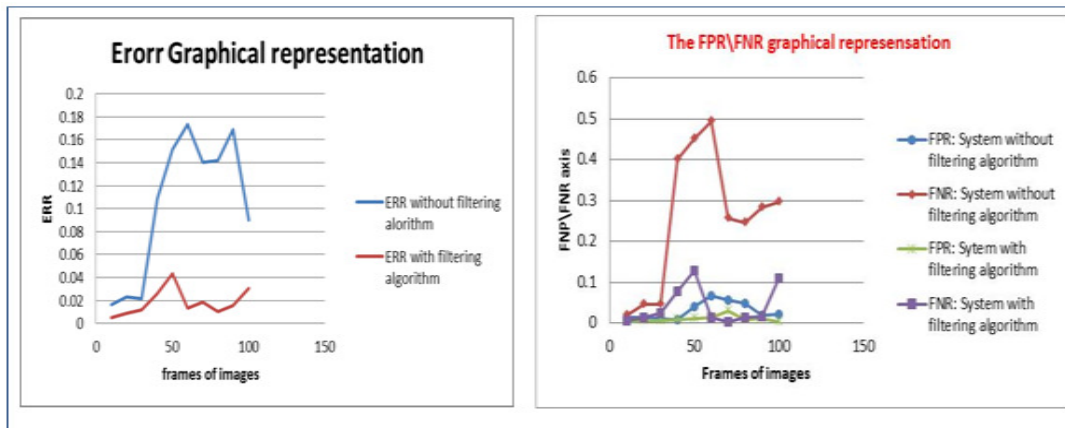 Erorr Graphical representation
0.2
0.18
0.16
0.14
0.12
0.1
0.08
0.06
0.04
0.02
0
ERR
0
50
100
150
frames of images
ERR without filtering
alorithm
ERR with filtering
algorithm
The FPR\FNR graphical represensation
0.6
0.5
0.4
0.3
0.2
0.1
0
FNP\FNR axis
0
50
100
150
Frames of images
FPR: System without
filtering algorithm
FNR: System without
filtering algorithm
FPR: Sytem with
filtering algorithm
FNR: System with
filtering algorithm